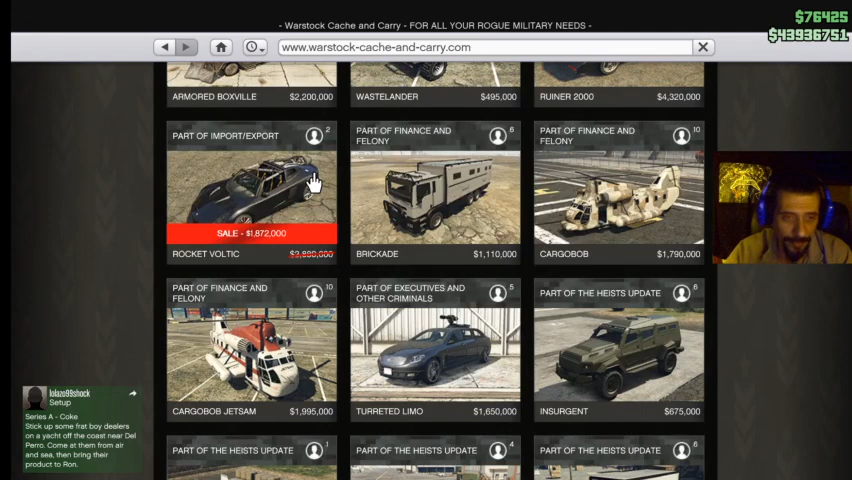 - Warstock Cache and Carry - FOR ALL YOUR ROGUE MILITARY NEEDS -
$76425
$43936751
www.warstock-cache-and-carry.com
ARMORED BOXVILLE $2,200,000
WASTELANDER $495,000
RUINER 2000 $4,320,000
PART OF IMPORT/EXPORT 2
PART OF FINANCE AND
FELONY 6
PART OF FINANCE AND
FELONY 10
SALE - $1,872,000
ROCKET VOLTIC
BRICKADE $1,110,000
CARGOBOB $1,790,000
PART OF FINANCE AND
FELONY 10
PART OF EXECUTIVES AND
OTHER CRIMINALS 5
PART OF THE HEISTS UPDATE 6
CARGOBOB JETSAM $1,995,000
TURRETED LIMO $1,650,000
INSURGENT $675,000
PART OF THE HEISTS UPDATE 1
PART OF THE HEISTS UPDATE 4
PART OF THE HEISTS UPDATE 6
lolazo99shock
Setup
Series A - Coke
Stick up some frat boy dealers
on a yacht off the coast near Del
Perro. Come at them from air
and sea, then bring their
product to Ron.